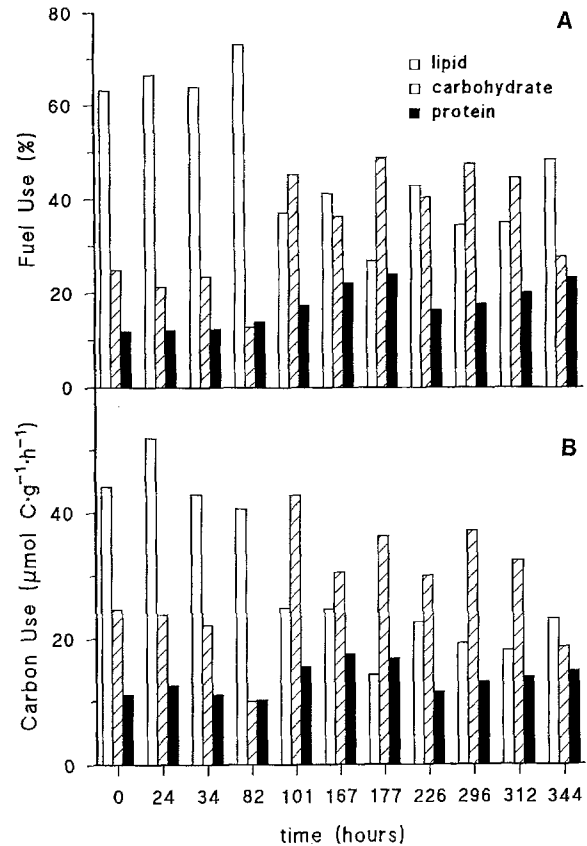 A
80
60
40
20
0
Fuel Use (%)
lipid
carbohydrate
protein
B
40
20
0
Carbon Use (μmol C·g⁻¹·h⁻¹)
0 24 34 82 101 167 177 226 296 312 344
time (hours)